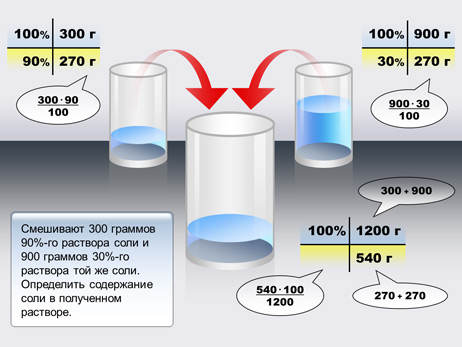 100% 300 г
90% 270 г
300 · 90
100
100% 900 г
30% 270 г
900 · 30
100
300 + 900
100% 1200 г
540 г
540 · 100
1200
270 + 270
Смешивают 300 граммов
90%-го раствора соли и
900 граммов 30%-го
раствора той же соли.
Определить содержание
соли в полученном
растворе.